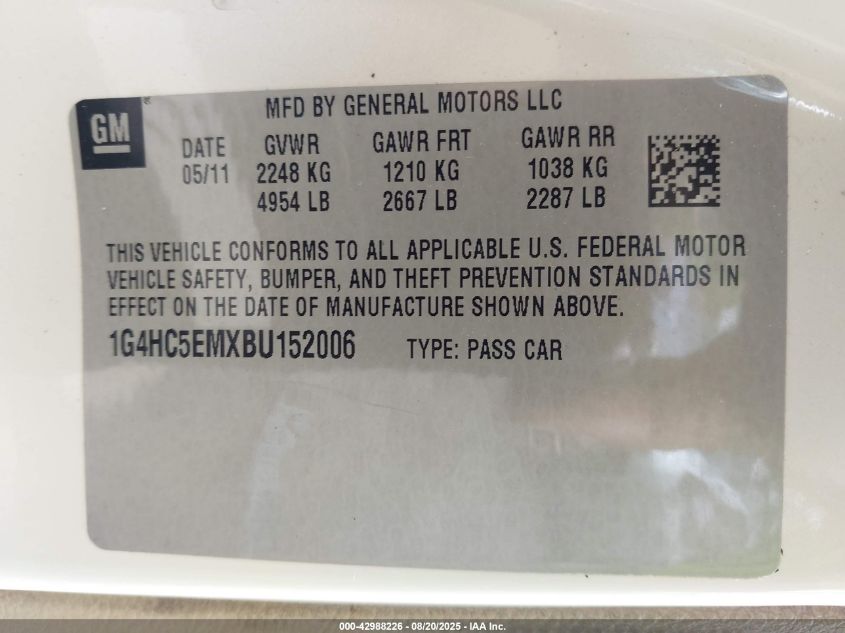 MFD BY GENERAL MOTORS LLC
GM
DATE GVWR GAWR FRT GAWR RR
05/11 2248 KG 1210 KG 1038 KG
4954 LB 2667 LB 2287 LB
THIS VEHICLE CONFORMS TO ALL APPLICABLE U.S. FEDERAL MOTOR
VEHICLE SAFETY, BUMPER, AND THEFT PREVENTION STANDARDS IN
EFFECT ON THE DATE OF MANUFACTURE SHOWN ABOVE.
1G4HC5EMXBU152006 TYPE: PASS CAR
000-42988226 - 08/20/2025 - IAA Inc.